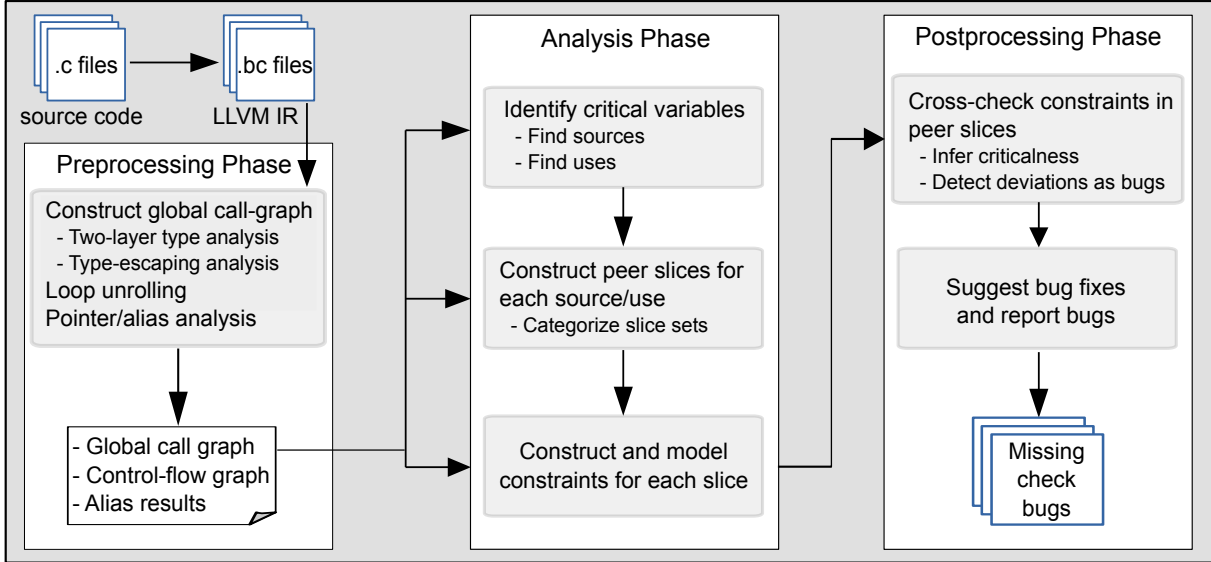 .c files
.bc files
source code
LLVM IR
Preprocessing Phase
Construct global call-graph
- Two-layer type analysis
- Type-escaping analysis
Loop unrolling
Pointer/alias analysis
- Global call graph
- Control-flow graph
- Alias results
Analysis Phase
Identify critical variables
- Find sources
- Find uses
Construct peer slices for
each source/use
- Categorize slice sets
Construct and model
constraints for each slice
Postprocessing Phase
Cross-check constraints in
peer slices
- Infer criticalness
- Detect deviations as bugs
Suggest bug fixes
and report bugs
Missing
check
bugs